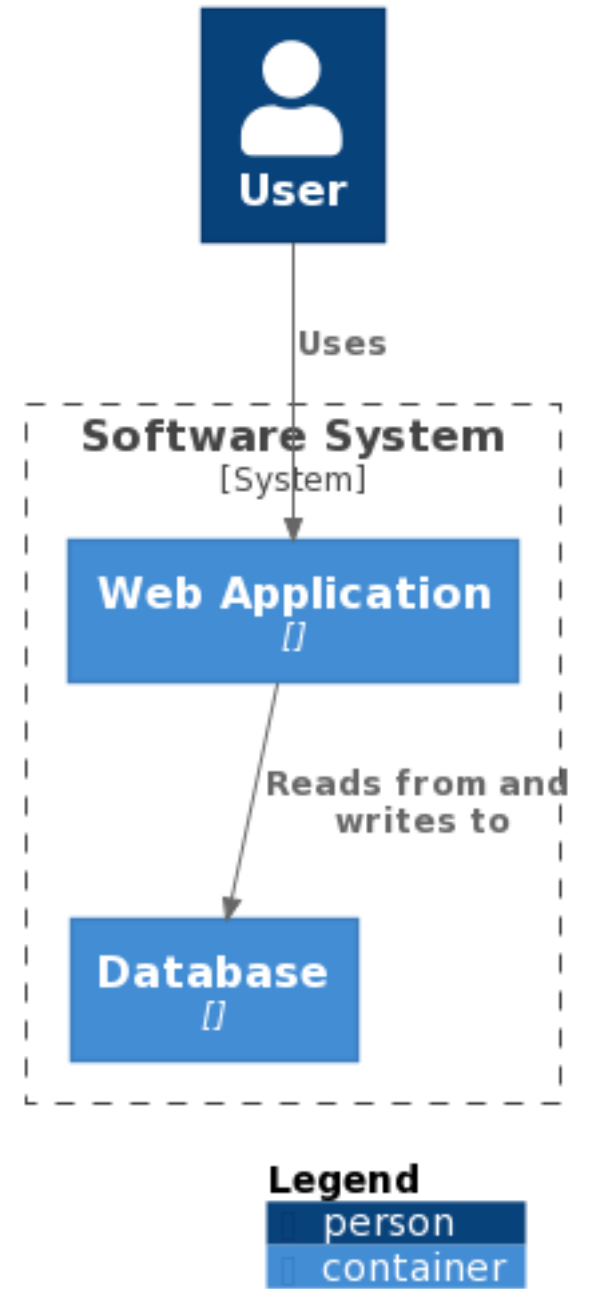 User
Uses
Software System
[System]
Web Application
[]
Reads from and
writes to
Database
[]
Legend
person
container